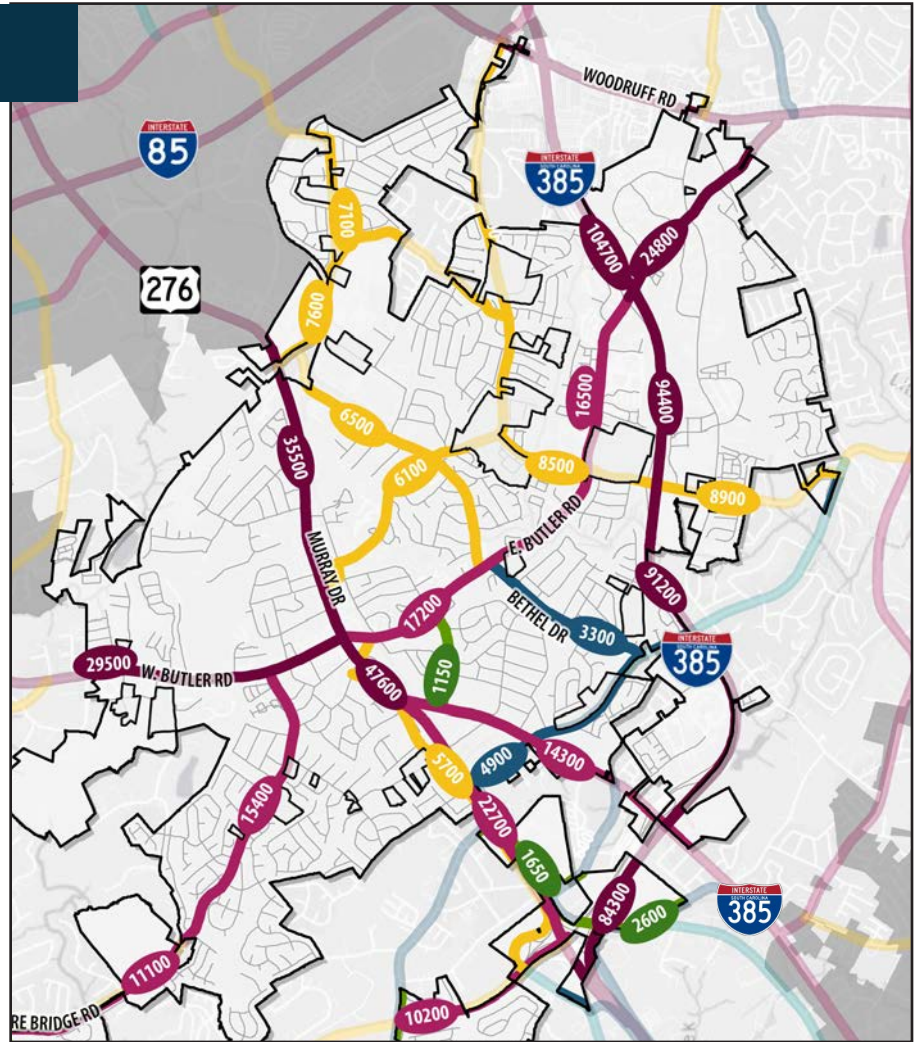 WOODRUFF RD
INTERSTATE
85
INTERSTATE
SOUTH CAROLINA
385
7100
104700
24800
276
7600
16500
94400
6500
35500
6100
8500
8900
E. BUTLER RD
MURRAY DR
91200
BETHEL DR
17200
3300
INTERSTATE
SOUTH CAROLINA
385
29500
W. BUTLER RD
1150
47600
14300
5700
4900
15400
22700
1650
84300
2600
INTERSTATE
SOUTH CAROLINA
385
11100
10200
RE BRIDGE RD